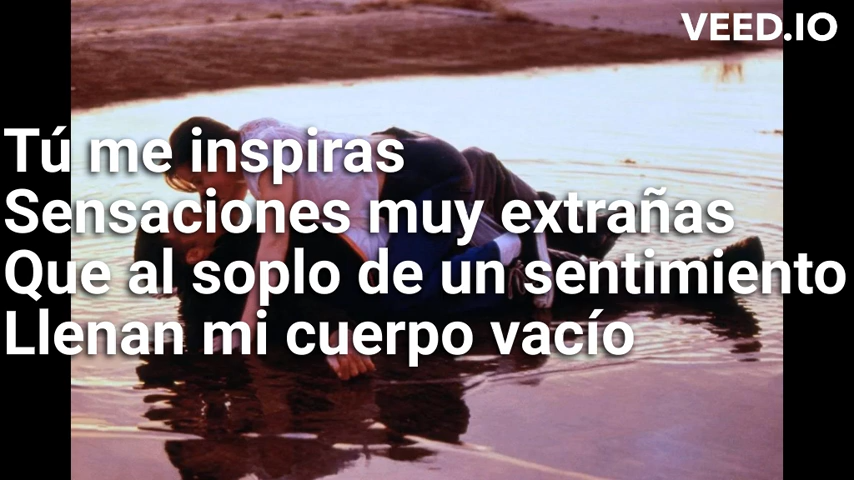 VEED.IO
Tú me inspiras
Sensaciones muy extrañas
Que al soplo de un sentimiento
Llenan mi cuerpo vacío